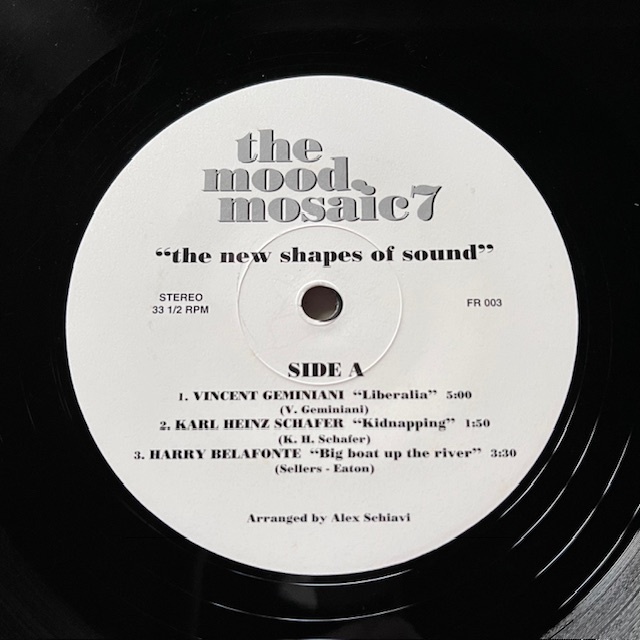 the
mood
mosaic7
“the new shapes of sound”
STEREO
33 1/2 RPM
FR 003
SIDE A
1. VINCENT GEMINIANI “Liberalia” 5:00
(V. Geminiani)
2. KARL HEINZ SCHAFER “Kidnapping” 1:50
(K. H. Schafer)
3. HARRY BELAFONTE “Big boat up the river” 3:30
(Sellers - Eaton)
Arranged by Alex Schiavi